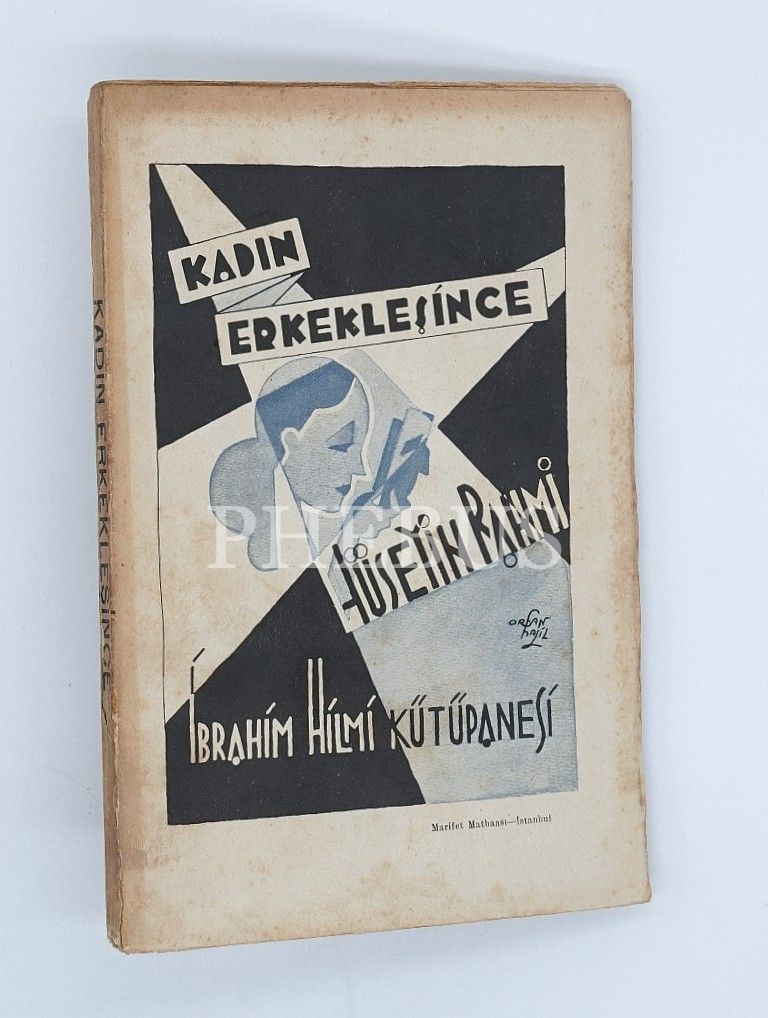 KADIN
ERKEKLEŞİNCE
HÜSEYİN RAHMİ
ORHAN
HALİL
İBRAHİM HİLMİ KÜTÜPANESİ
Marifet Matbaası—İstanbul
KADIN ERKEKLEŞİNCE
PHEBUS